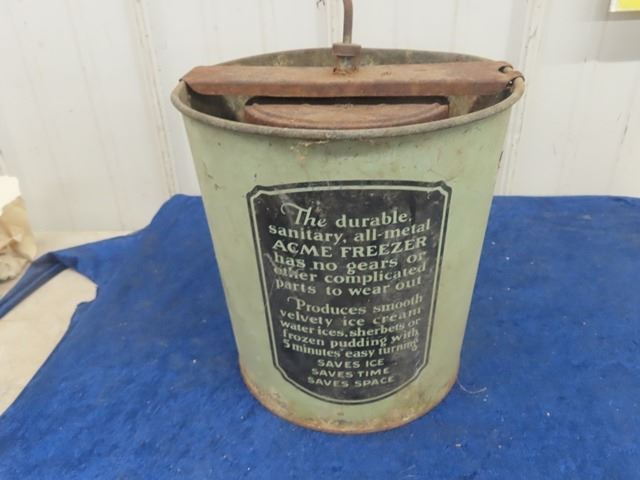 The durable,
sanitary, all-metal
ACME FREEZER
has no gears or
other complicated
parts to wear out
Produces smooth
velvety ice cream
water ices, sherbets or
frozen pudding with
5 minutes easy turning
SAVES ICE
SAVES TIME
SAVES SPACE